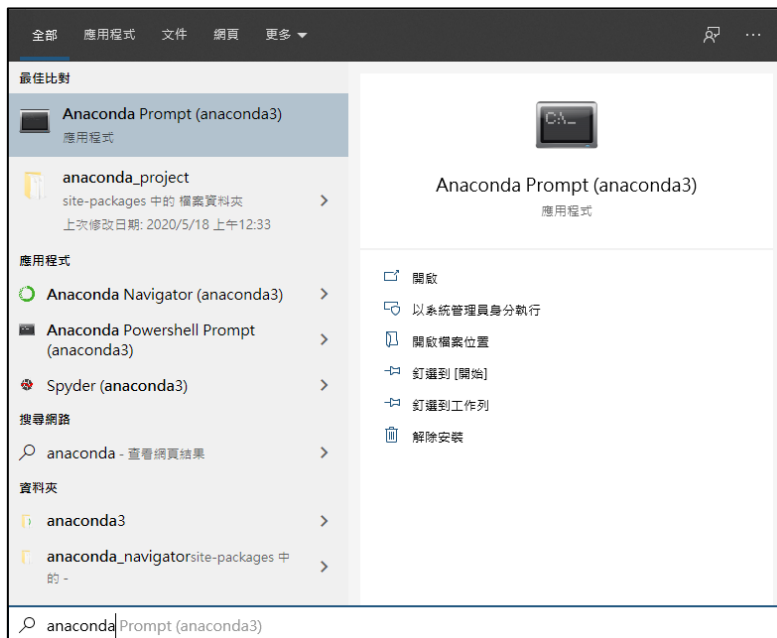 全部 應用程式 文件 網頁 更多
最佳比對
Anaconda Prompt (anaconda3)
應用程式
anaconda_project
site-packages 中的 檔案資料夾
上次修改日期: 2020/5/18 上午12:33
應用程式
Anaconda Navigator (anaconda3)
Anaconda Powershell Prompt
(anaconda3)
Spyder (anaconda3)
搜尋網路
anaconda - 查看網頁結果
資料夾
anaconda3
anaconda_navigatorsite-packages 中
的 -
anaconda Prompt (anaconda3)
C:\_
Anaconda Prompt (anaconda3)
應用程式
開啟
以系統管理員身分執行
開啟檔案位置
釘選到 [開始]
釘選到工作列
解除安裝